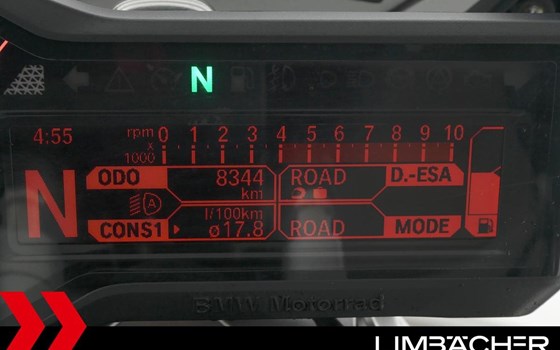 N
4:55 rpm 0 1 2 3 4 5 6 7 8 9 10
x
1000
N
ODO 8344 ROAD D.-ESA
km
A
l/100km
CONS1 ø17.8 ROAD MODE
BMW Motorrad
LIMBÄCHER